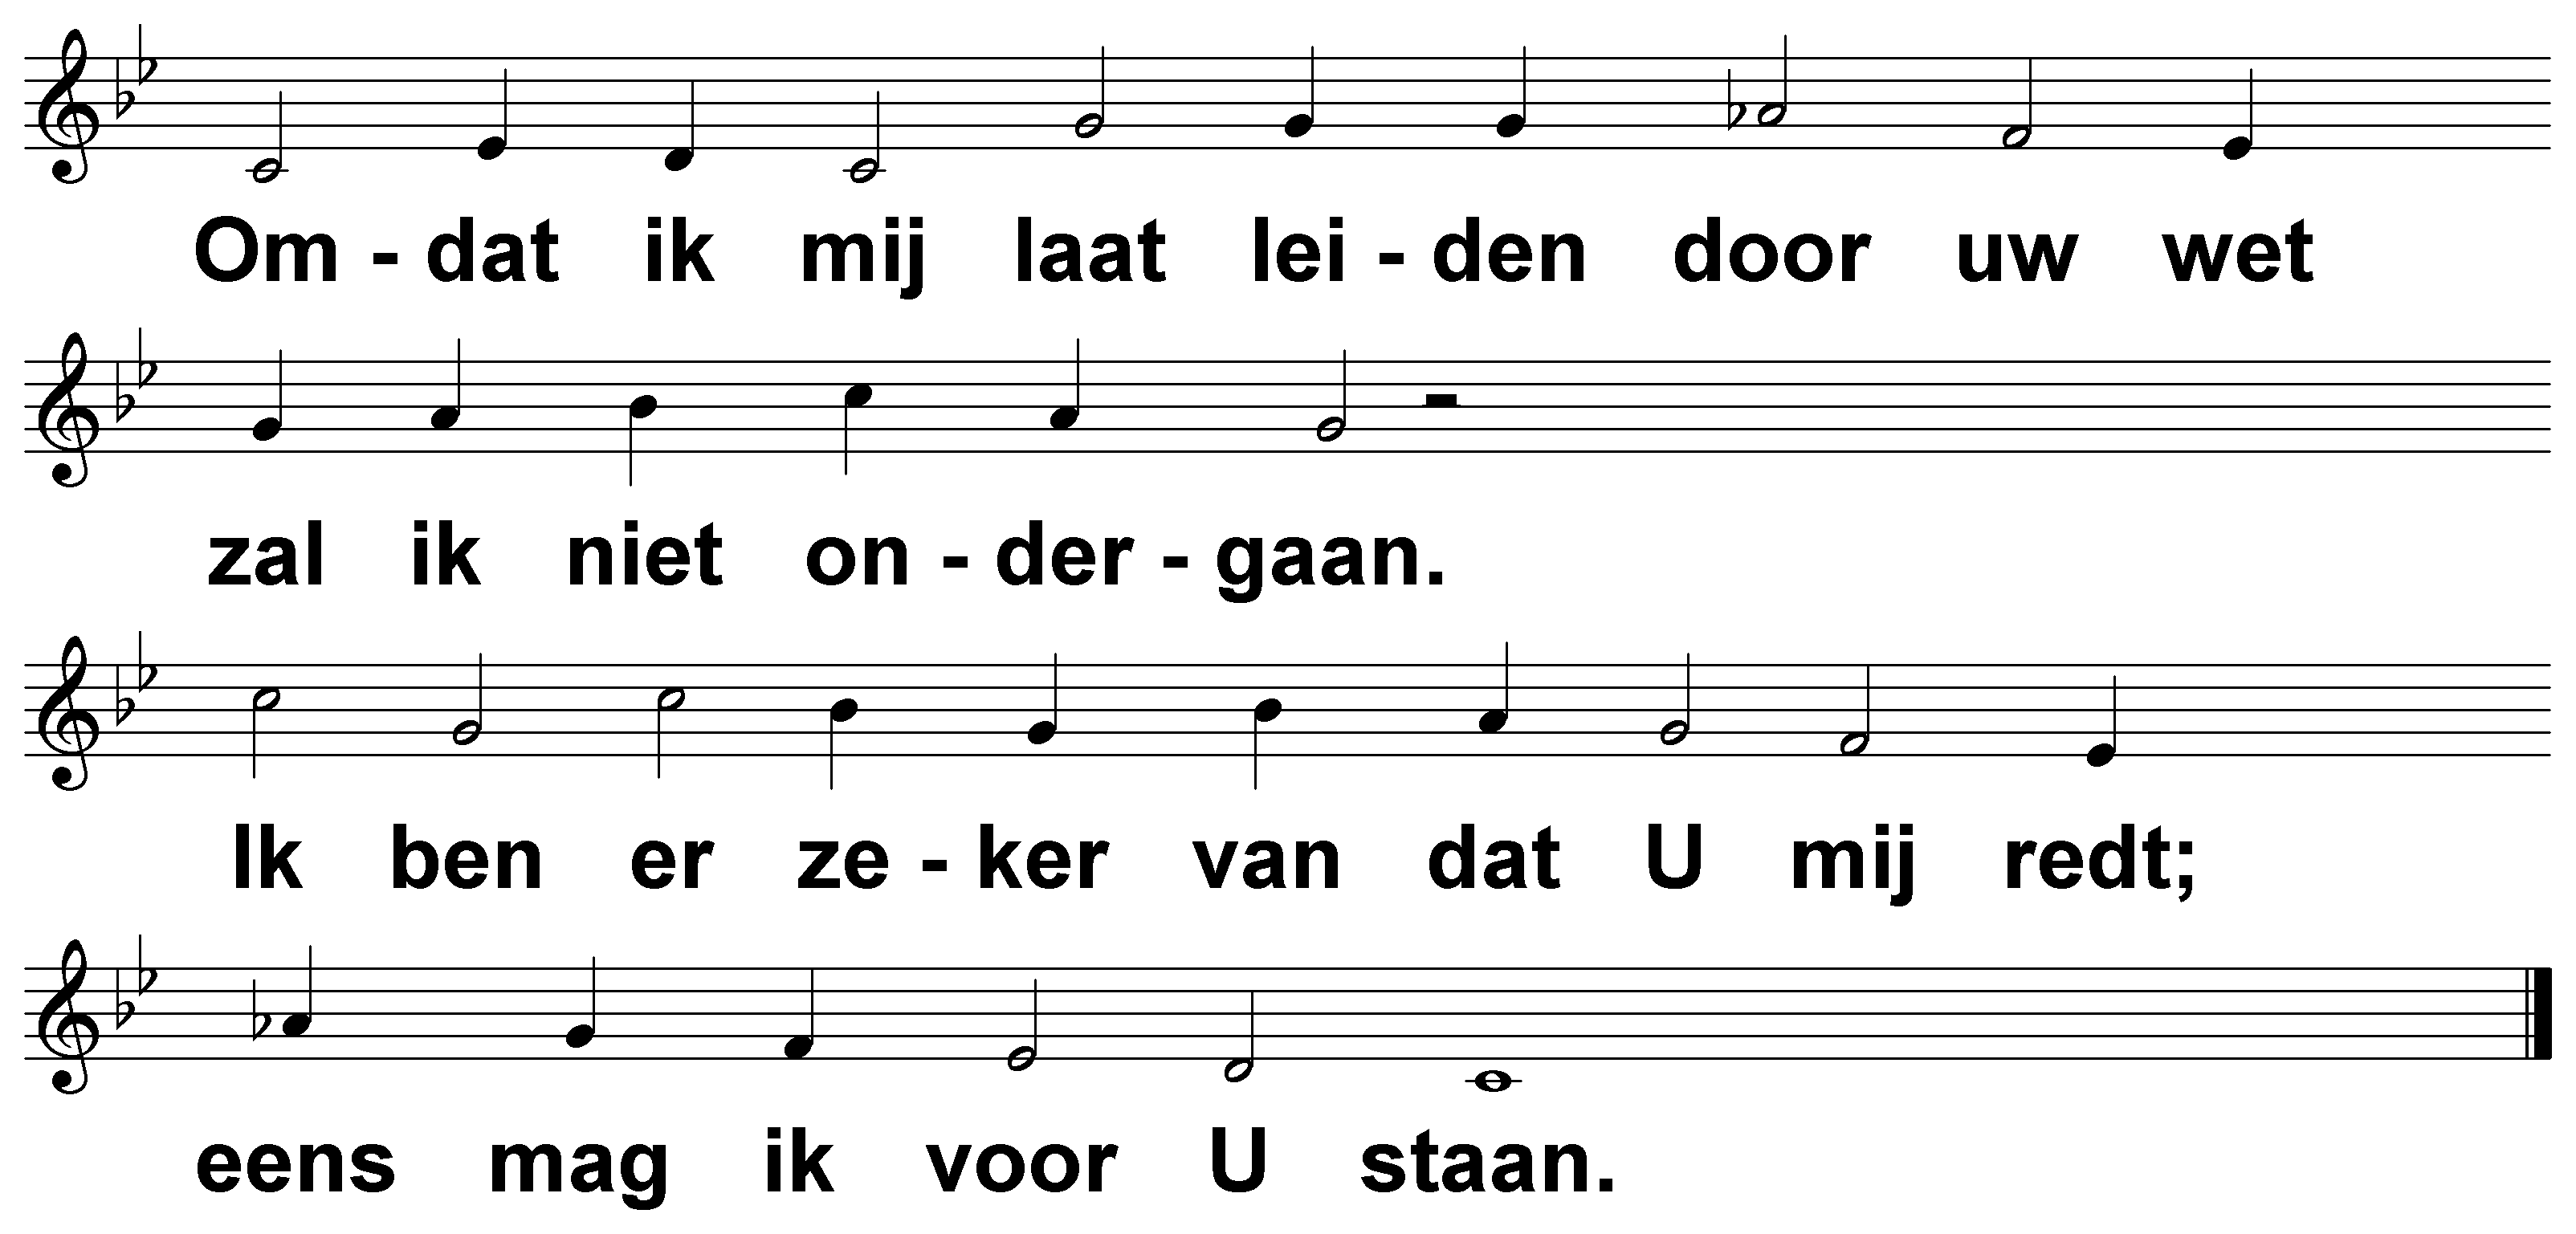 Om - dat ik mij laat lei - den door uw wet
zal ik niet on - der - gaan.
Ik ben er ze - ker van dat U mij redt;
eens mag ik voor U staan.